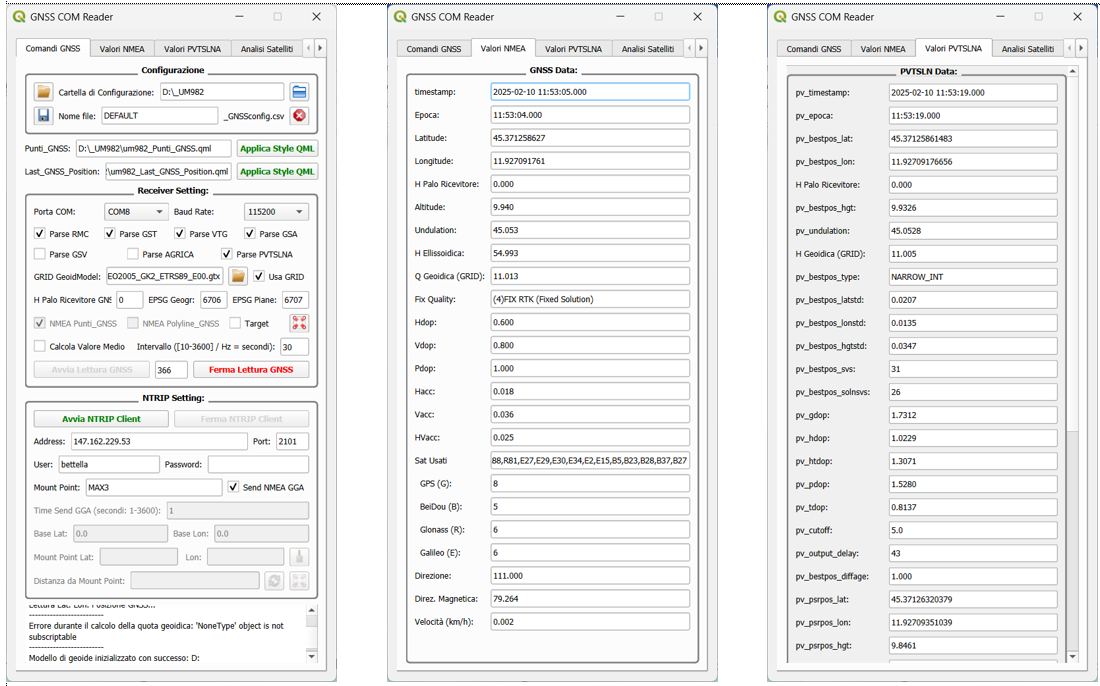 GNSS COM Reader
Comandi GNSS Valori NMEA Valori PVTSLNA Analisi Satelliti
Configurazione
Cartella di Configurazione: D:\_UM982
Nome file: DEFAULT _GNSSconfig.csv
Punti_GNSS: D:\_UM982\um982_Punti_GNSS.qml Applica Style QML
Last_GNSS_Position: \um982_Last_GNSS_Position.qml Applica Style QML
Receiver Setting:
Porta COM: COM8 Baud Rate: 115200
Parse RMC Parse GST Parse VTG Parse GSA
Parse GSV Parse AGRICA Parse PVTSLNA
GRID GeoidModel: EO2005_GK2_ETRS89_E00.gtx Usa GRID
H Palo Ricevitore GN 0 EPSG Geogr: 6706 EPSG Piane: 6707
NMEA Punti_GNSS NMEA Polyline_GNSS Target
Calcola Valore Medio Intervallo ([10-3600] / Hz = secondi): 30
Avvia Lettura GNSS 366 Ferma Lettura GNSS
NTRIP Setting:
Avvia NTRIP Client Ferma NTRIP Client
Address: 147.162.229.53 Port: 2101
User: bettella Password:
Mount Point: MAX3 Send NMEA GGA
Time Send GGA (secondi: 1-3600): 1
Base Lat: 0.0 Base Lon: 0.0
Mount Point Lat: Lon:
Distanza da Mount Point:
Lettura Lat. Lon. Posizione GNSS...
-------------------------
Errore durante il calcolo della quota geoidica: 'NoneType' object is not
subscriptable
-------------------------
Modello di geoide inizializzato con successo: D:
GNSS COM Reader
Comandi GNSS Valori NMEA Valori PVTSLNA Analisi Satelliti
GNSS Data:
timestamp: 2025-02-10 11:53:05.000
Epoca: 11:53:04.000
Latitude: 45.371258627
Longitude: 11.927091761
H Palo Ricevitore: 0.000
Altitude: 9.940
Undulation: 45.053
H Ellissoidica: 54.993
Q Geoidica (GRID): 11.013
Fix Quality: (4)FIX RTK (Fixed Solution)
Hdop: 0.600
Vdop: 0.800
Pdop: 1.000
Hacc: 0.018
Vacc: 0.036
HVacc: 0.025
Sat Usati 88,R81,E27,E29,E30,E34,E2,E15,B5,B23,B28,B37,B27
GPS (G): 8
BeiDou (B): 5
Glonass (R): 6
Galileo (E): 6
Direzione: 111.000
Direz. Magnetica: 79.264
Velocità (km/h): 0.002
GNSS COM Reader
Comandi GNSS Valori NMEA Valori PVTSLNA Analisi Satelliti
PVTSLN Data:
pv_timestamp: 2025-02-10 11:53:19.000
pv_epoca: 11:53:19.000
pv_bestpos_lat: 45.37125861483
pv_bestpos_lon: 11.92709176656
H Palo Ricevitore: 0.000
pv_bestpos_hgt: 9.9326
pv_undulation: 45.0528
H Geoidica (GRID): 11.005
pv_bestpos_type: NARROW_INT
pv_bestpos_latstd: 0.0207
pv_bestpos_lonstd: 0.0135
pv_bestpos_hgtstd: 0.0347
pv_bestpos_svs: 31
pv_bestpos_solnsvs: 26
pv_gdop: 1.7312
pv_hdop: 1.0229
pv_htdop: 1.3071
pv_pdop: 1.5280
pv_tdop: 0.8137
pv_cutoff: 5.0
pv_output_delay: 43
pv_bestpos_diffage: 1.000
pv_psrpos_lat: 45.37126320379
pv_psrpos_lon: 11.92709351039
pv_psrpos_hgt: 9.8461